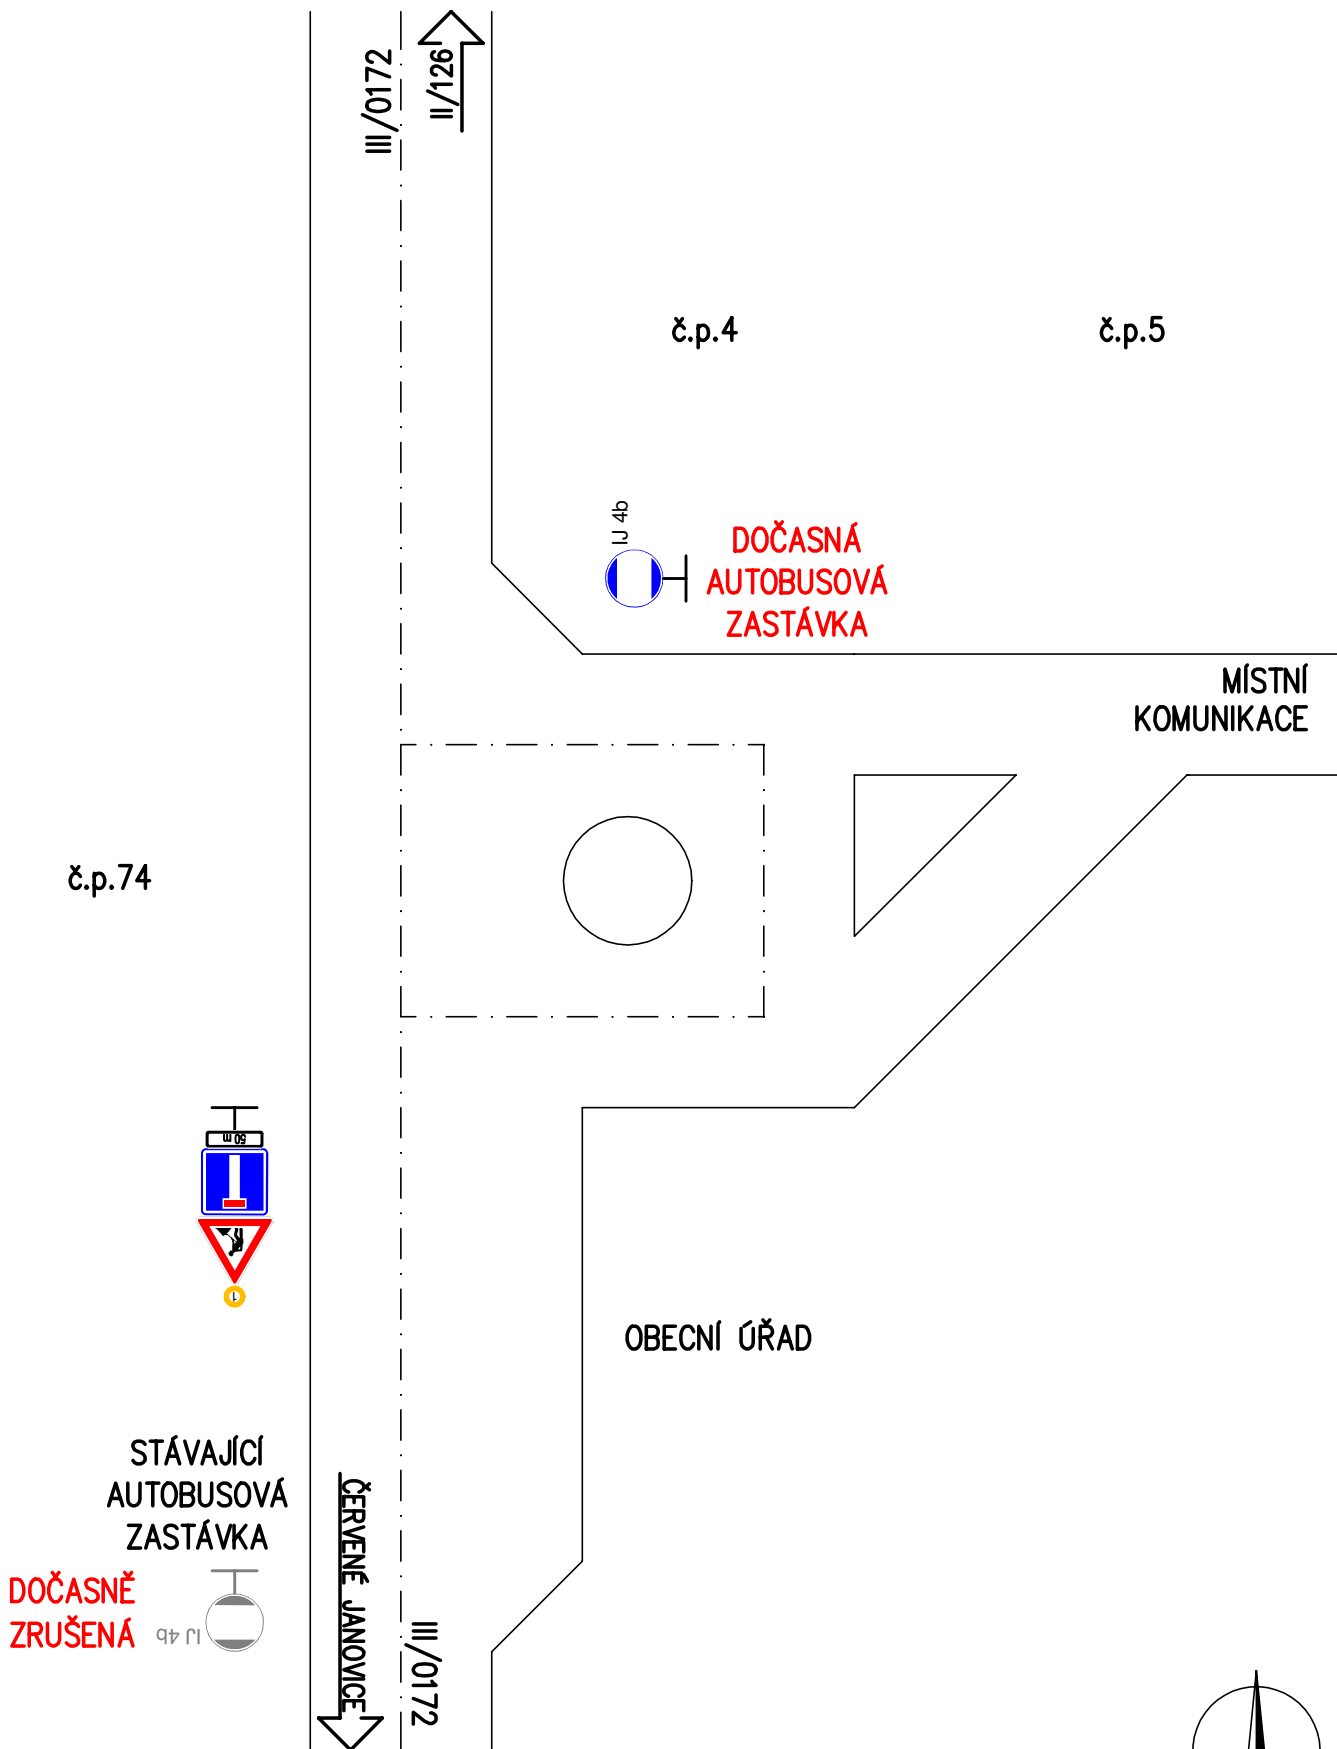 III/0172
II/126
č.p.4
č.p.5
IJ 4b
DOČASNÁ
AUTOBUSOVÁ
ZASTÁVKA
MÍSTNÍ
KOMUNIKACE
č.p.74
50 m
1
OBECNÍ ÚŘAD
STÁVAJÍCÍ
AUTOBUSOVÁ
ZASTÁVKA
DOČASNĚ
ZRUŠENÁ
IJ 4b
ČERVENÉ JANOVICE
III/0172